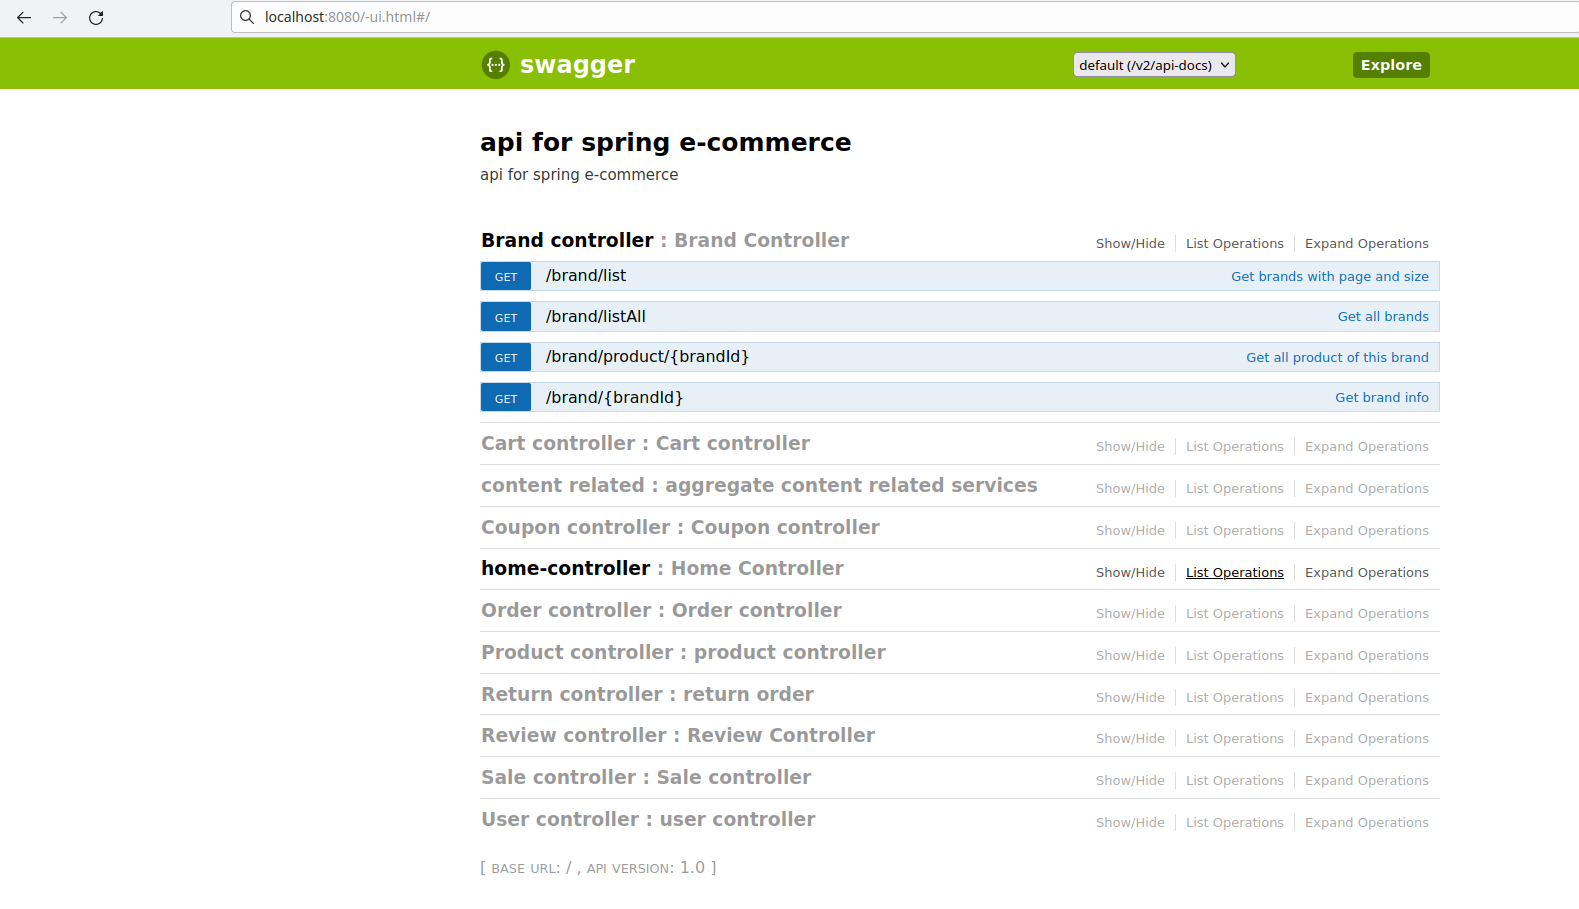 localhost:8080/-ui.html#/
{···} swagger
default (/v2/api-docs)
Explore
api for spring e-commerce
api for spring e-commerce
Brand controller : Brand Controller
Show/Hide List Operations Expand Operations
GET /brand/list Get brands with page and size
GET /brand/listAll Get all brands
GET /brand/product/{brandId} Get all product of this brand
GET /brand/{brandId} Get brand info
Cart controller : Cart controller Show/Hide List Operations Expand Operations
content related : aggregate content related services Show/Hide List Operations Expand Operations
Coupon controller : Coupon controller Show/Hide List Operations Expand Operations
home-controller : Home Controller Show/Hide List Operations Expand Operations
Order controller : Order controller Show/Hide List Operations Expand Operations
Product controller : product controller Show/Hide List Operations Expand Operations
Return controller : return order Show/Hide List Operations Expand Operations
Review controller : Review Controller Show/Hide List Operations Expand Operations
Sale controller : Sale controller Show/Hide List Operations Expand Operations
User controller : user controller Show/Hide List Operations Expand Operations
[ BASE URL: / , API VERSION: 1.0 ]